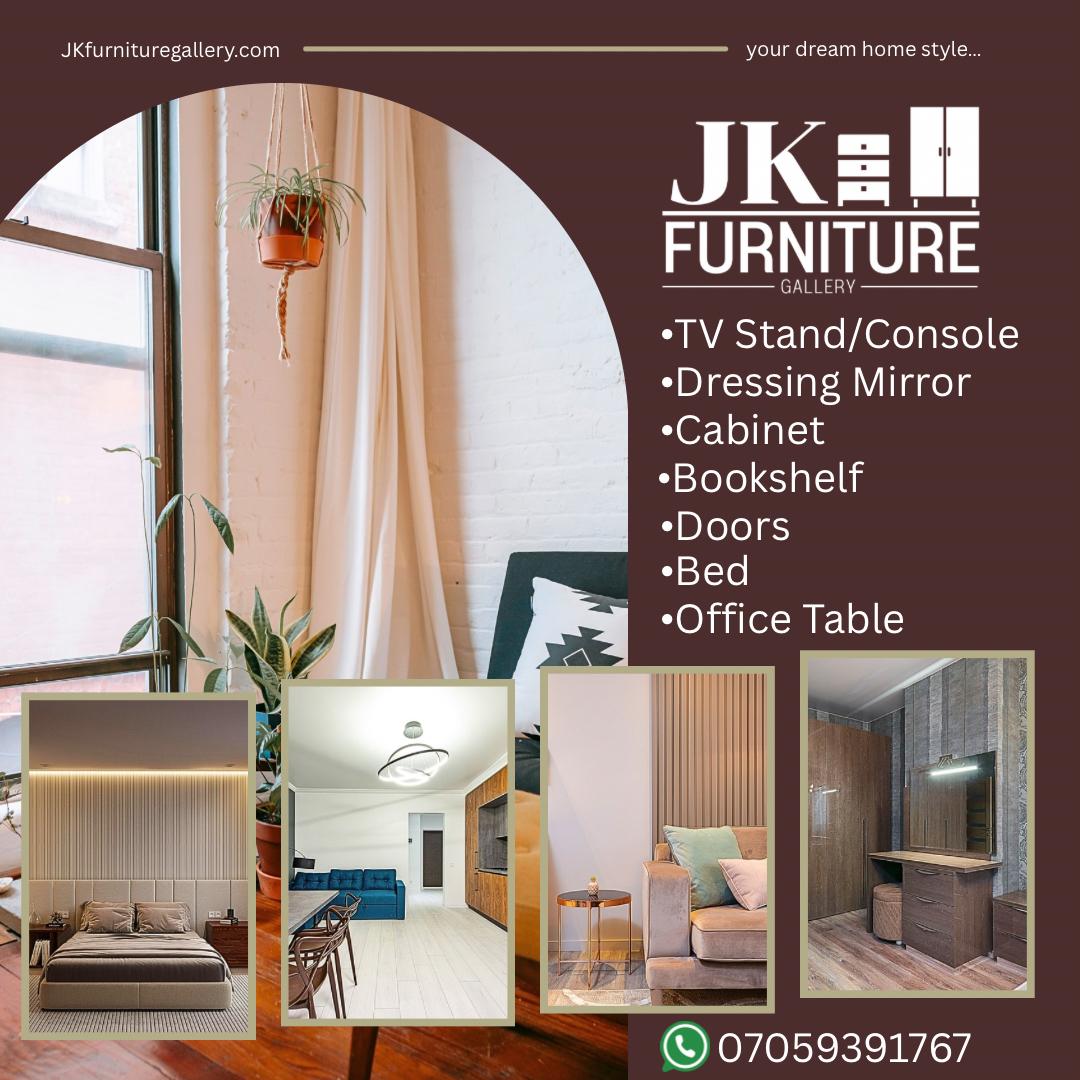 JKfurnituregallery.com
your dream home style...
JK
FURNITURE
GALLERY
•TV Stand/Console
•Dressing Mirror
•Cabinet
•Bookshelf
•Doors
•Bed
•Office Table
07059391767